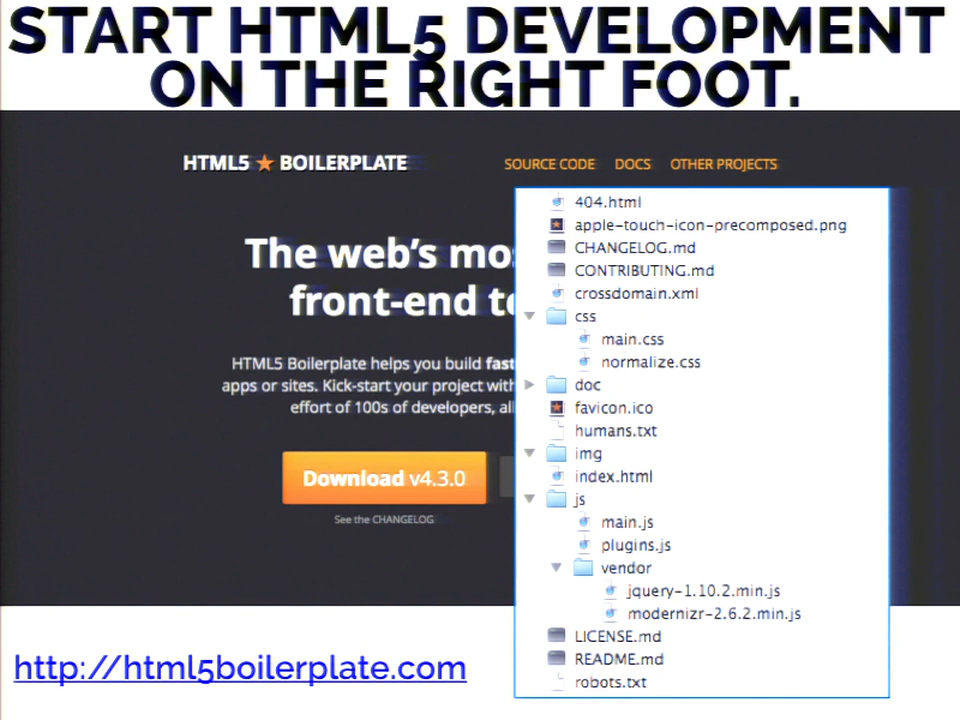 START HTML5 DEVELOPMENT
ON THE RIGHT FOOT.
HTML5 ★ BOILERPLATE
SOURCE CODE DOCS OTHER PROJECTS
The web's mo
front-end t
HTML5 Boilerplate helps you build fast
apps or sites. Kick-start your project with
effort of 100s of developers, al
Download v4.3.0
See the CHANGELOG
404.html
apple-touch-icon-precomposed.png
CHANGELOG.md
CONTRIBUTING.md
crossdomain.xml
css
main.css
normalize.css
doc
favicon.ico
humans.txt
img
index.html
js
main.js
plugins.js
vendor
jquery-1.10.2.min.js
modernizr-2.6.2.min.js
LICENSE.md
README.md
robots.txt
http://html5boilerplate.com